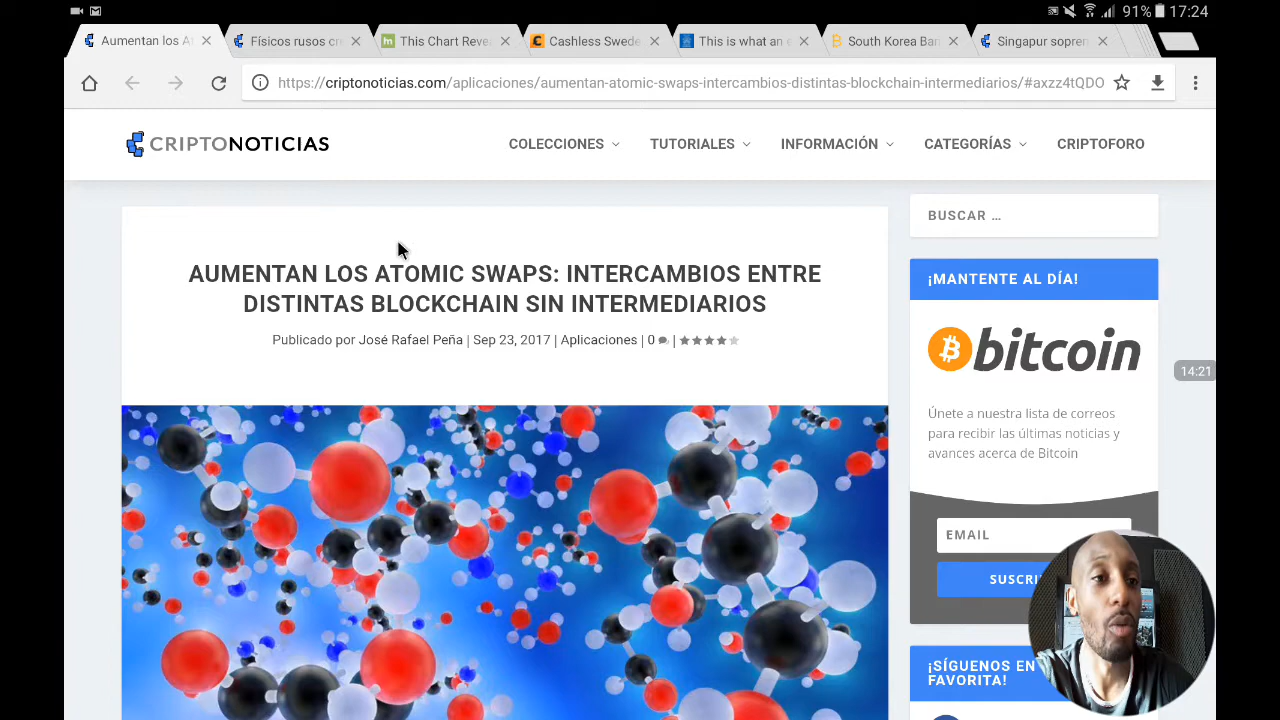 91% 17:24
Aumentan los A
Físicos rusos cr
This Chart Revea
Cashless Swede
This is what an e
South Korea Ban
Singapur sopre
https://criptonoticias.com/aplicaciones/aumentan-atomic-swaps-intercambios-distintas-blockchain-intermediarios/#axzz4tQDO
CRIPTONOTICIAS
COLECCIONES
TUTORIALES
INFORMACIÓN
CATEGORÍAS
CRIPTOFORO
AUMENTAN LOS ATOMIC SWAPS: INTERCAMBIOS ENTRE
DISTINTAS BLOCKCHAIN SIN INTERMEDIARIOS
Publicado por José Rafael Peña | Sep 23, 2017 | Aplicaciones | 0 |
BUSCAR …
¡MANTENTE AL DÍA!
bitcoin
Únete a nuestra lista de correos
para recibir las últimas noticias y
avances acerca de Bitcoin
EMAIL
SUSCRI
¡SÍGUENOS EN
FAVORITA!
14:21